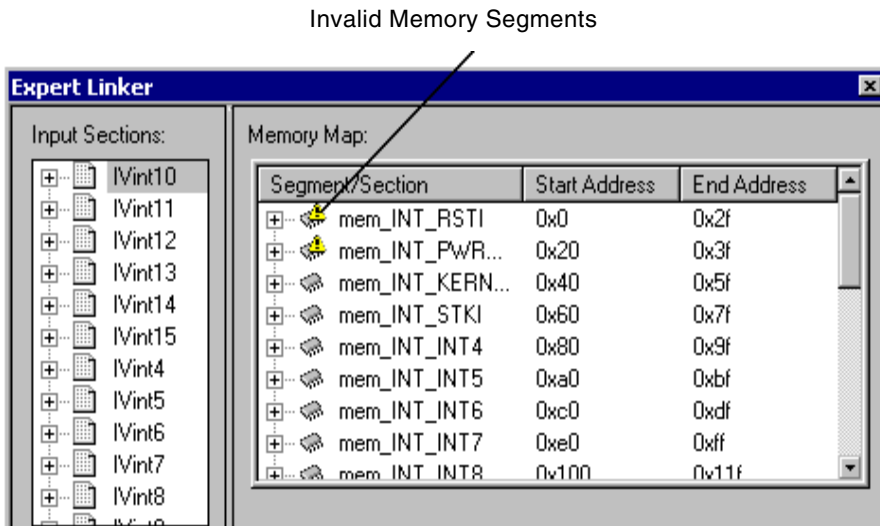 Invalid Memory Segments
Expert Linker
Input Sections:
IVint10
IVint11
IVint12
IVint13
IVint14
IVint15
IVint4
IVint5
IVint6
IVint7
IVint8
Memory Map:
Segment/Section Start Address End Address
mem_INT_RSTI 0x0 0x2f
mem_INT_PWR... 0x20 0x3f
mem_INT_KERN... 0x40 0x5f
mem_INT_STKI 0x60 0x7f
mem_INT_INT4 0x80 0x9f
mem_INT_INT5 0xa0 0xbf
mem_INT_INT6 0xc0 0xdf
mem_INT_INT7 0xe0 0xff
mem_INT_INT8 0x100 0x11f